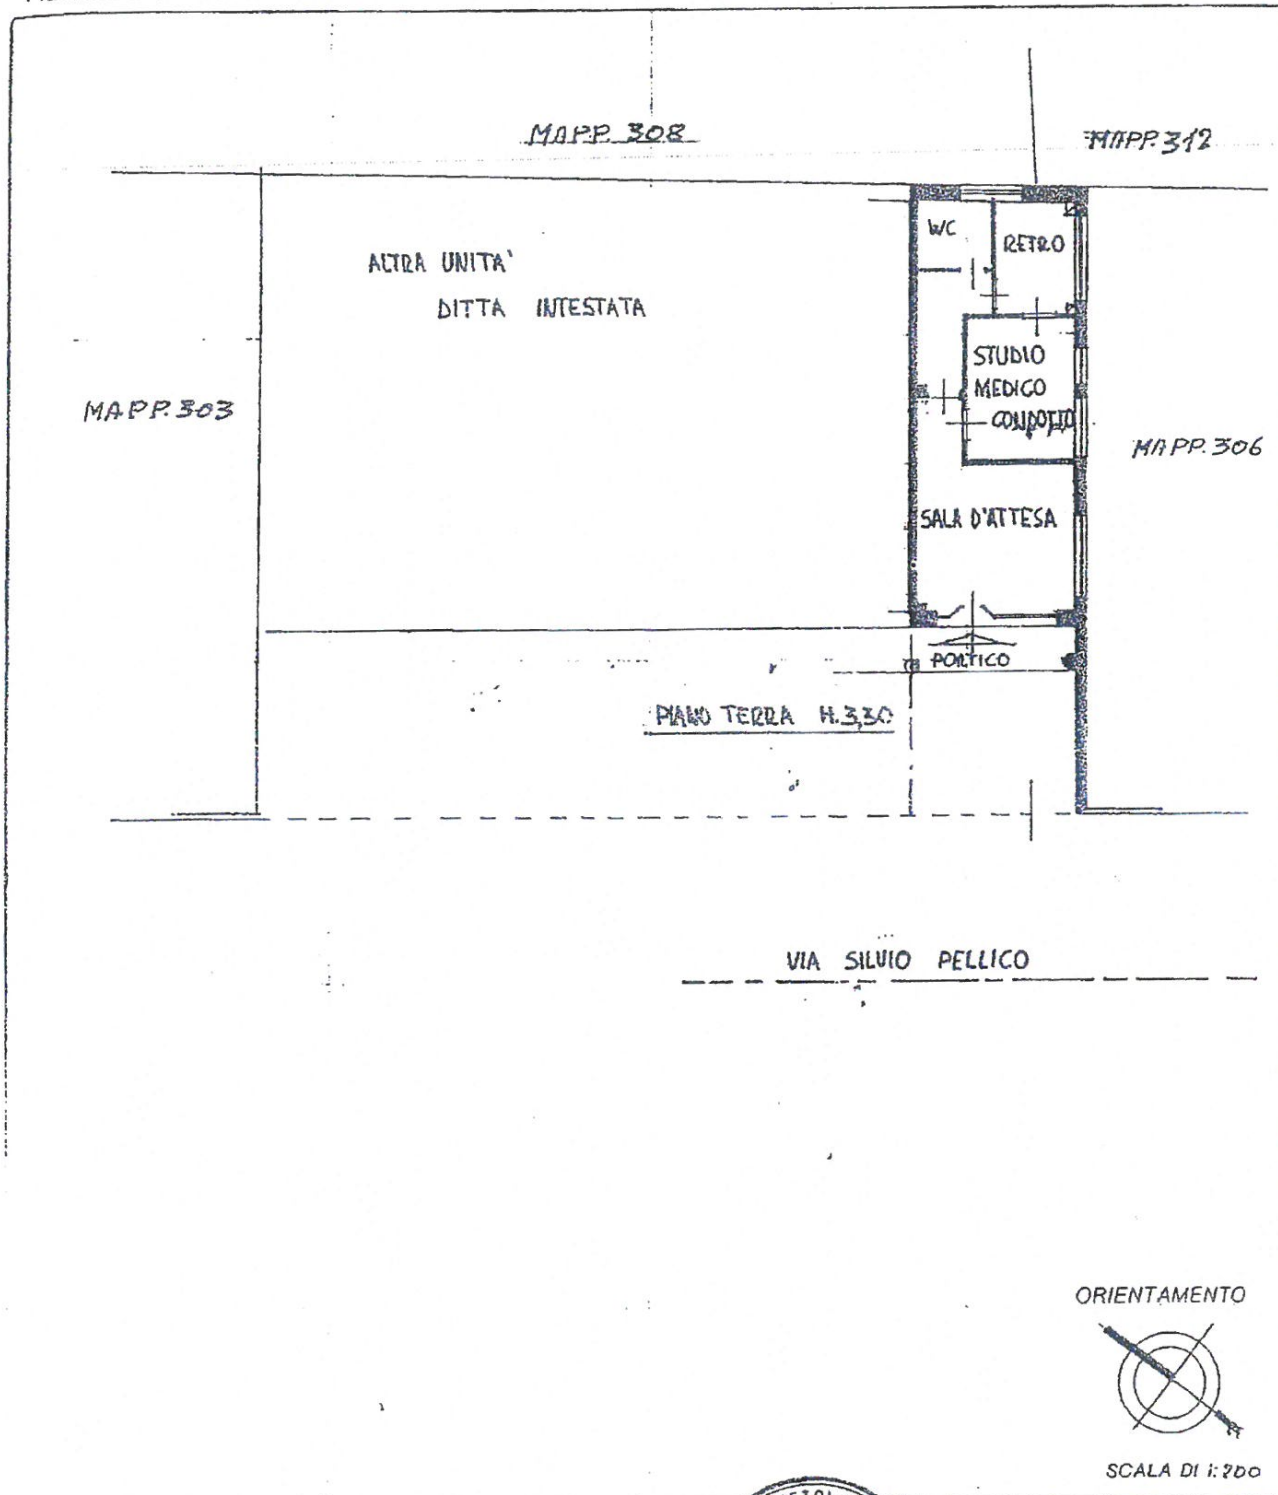 MAPP. 308
MAPP. 312
WC
RETRO
ALTRA UNITA'
DITTA INTESTATA
STUDIO
MEDICO
CONDOTTO
MAPP. 303
MAPP. 306
SALA D'ATTESA
PORTICO
PIANO TERRA H. 3,30
VIA SILVIO PELLICO
ORIENTAMENTO
SCALA DI 1:200